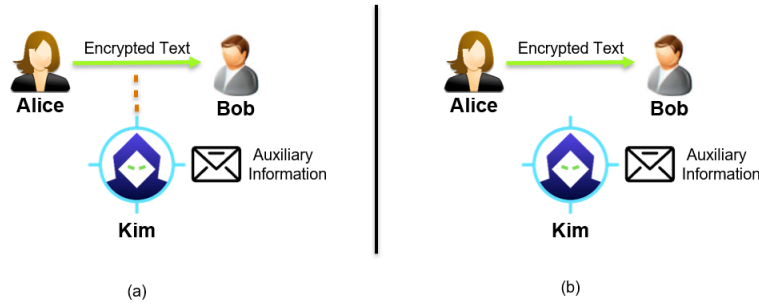 Encrypted Text
Alice
Bob
Auxiliary
Information
Kim
(a)
Encrypted Text
Alice
Bob
Auxiliary
Information
Kim
(b)